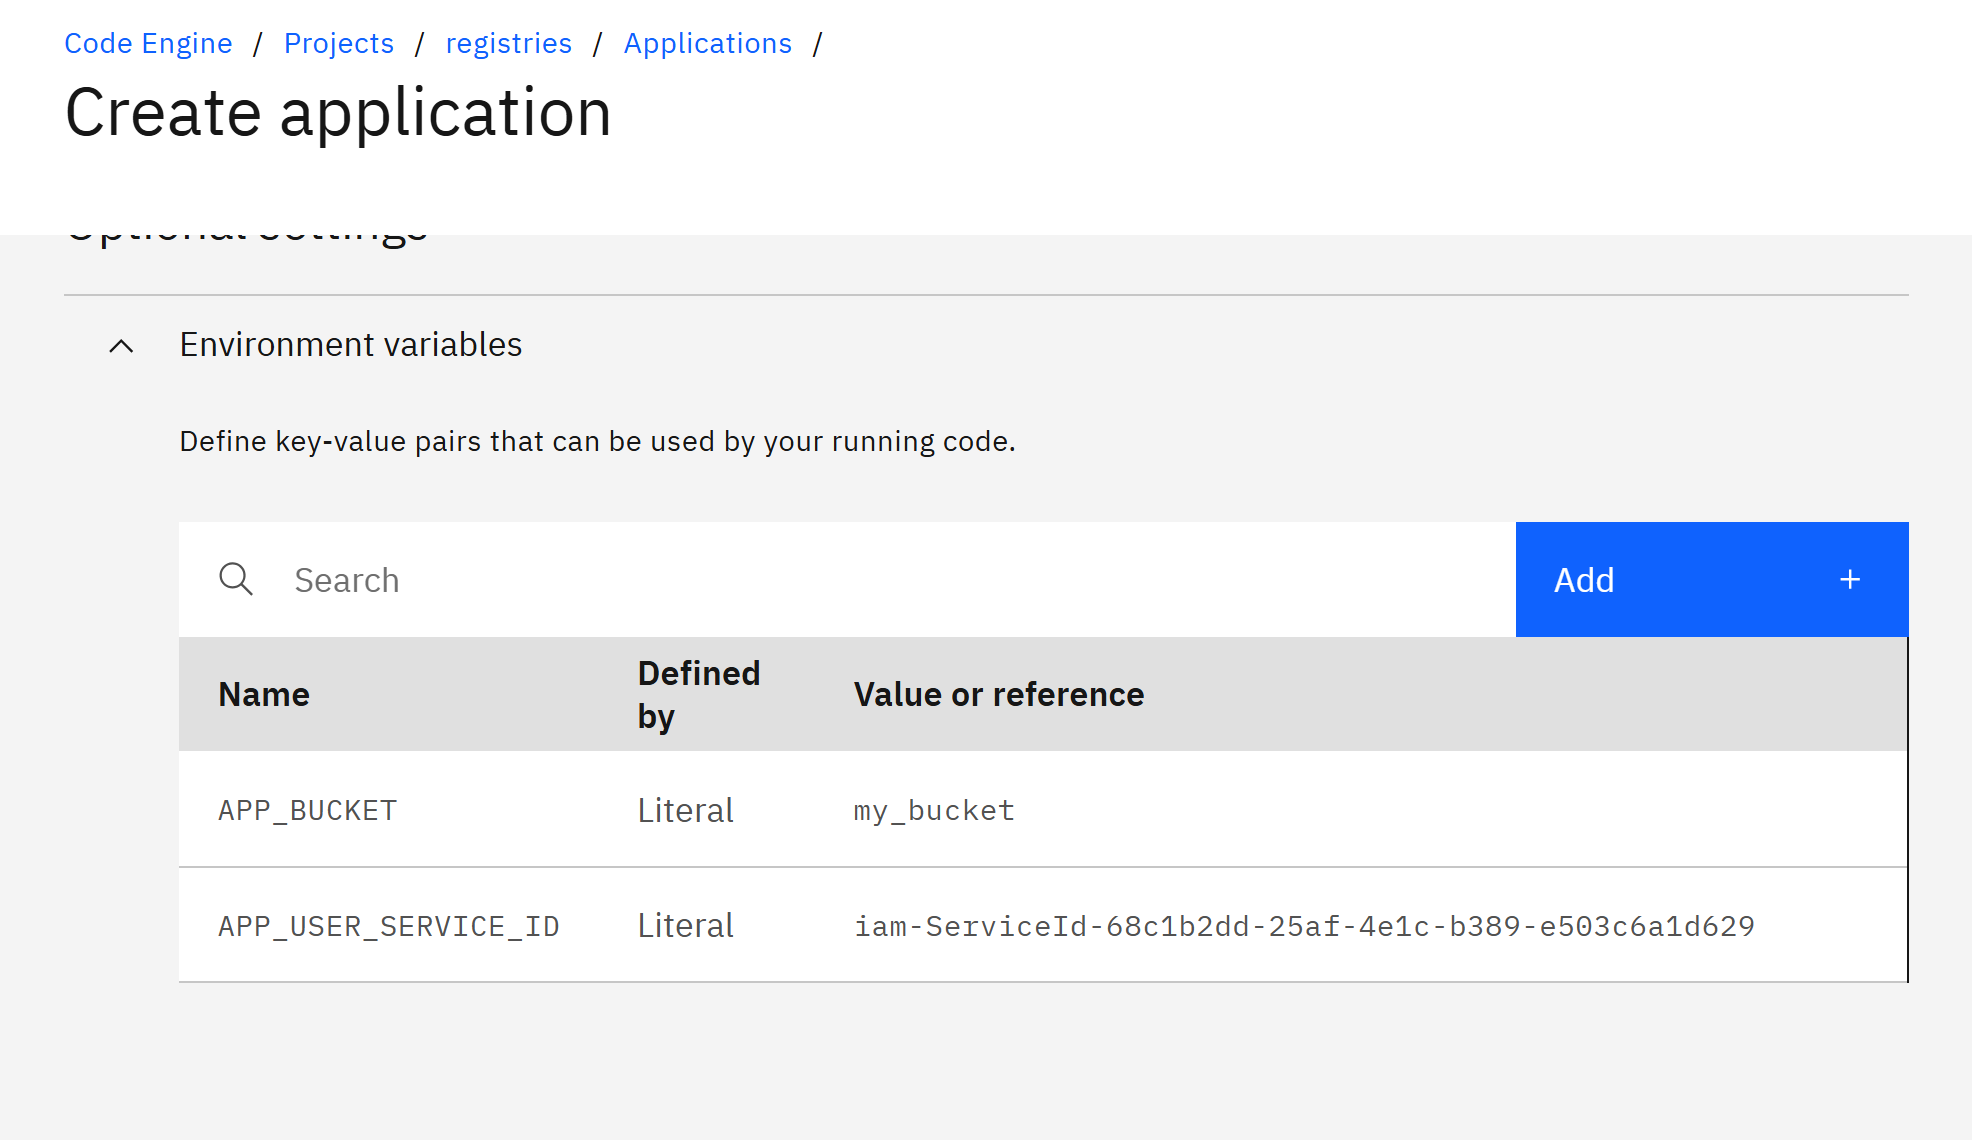 Code Engine / Projects / registries / Applications /
Create application
Optional settings
Environment variables
Define key-value pairs that can be used by your running code.
Search
Add +
Name Defined by Value or reference
APP_BUCKET Literal my_bucket
APP_USER_SERVICE_ID Literal iam-ServiceId-68c1b2dd-25af-4e1c-b389-e503c6a1d629